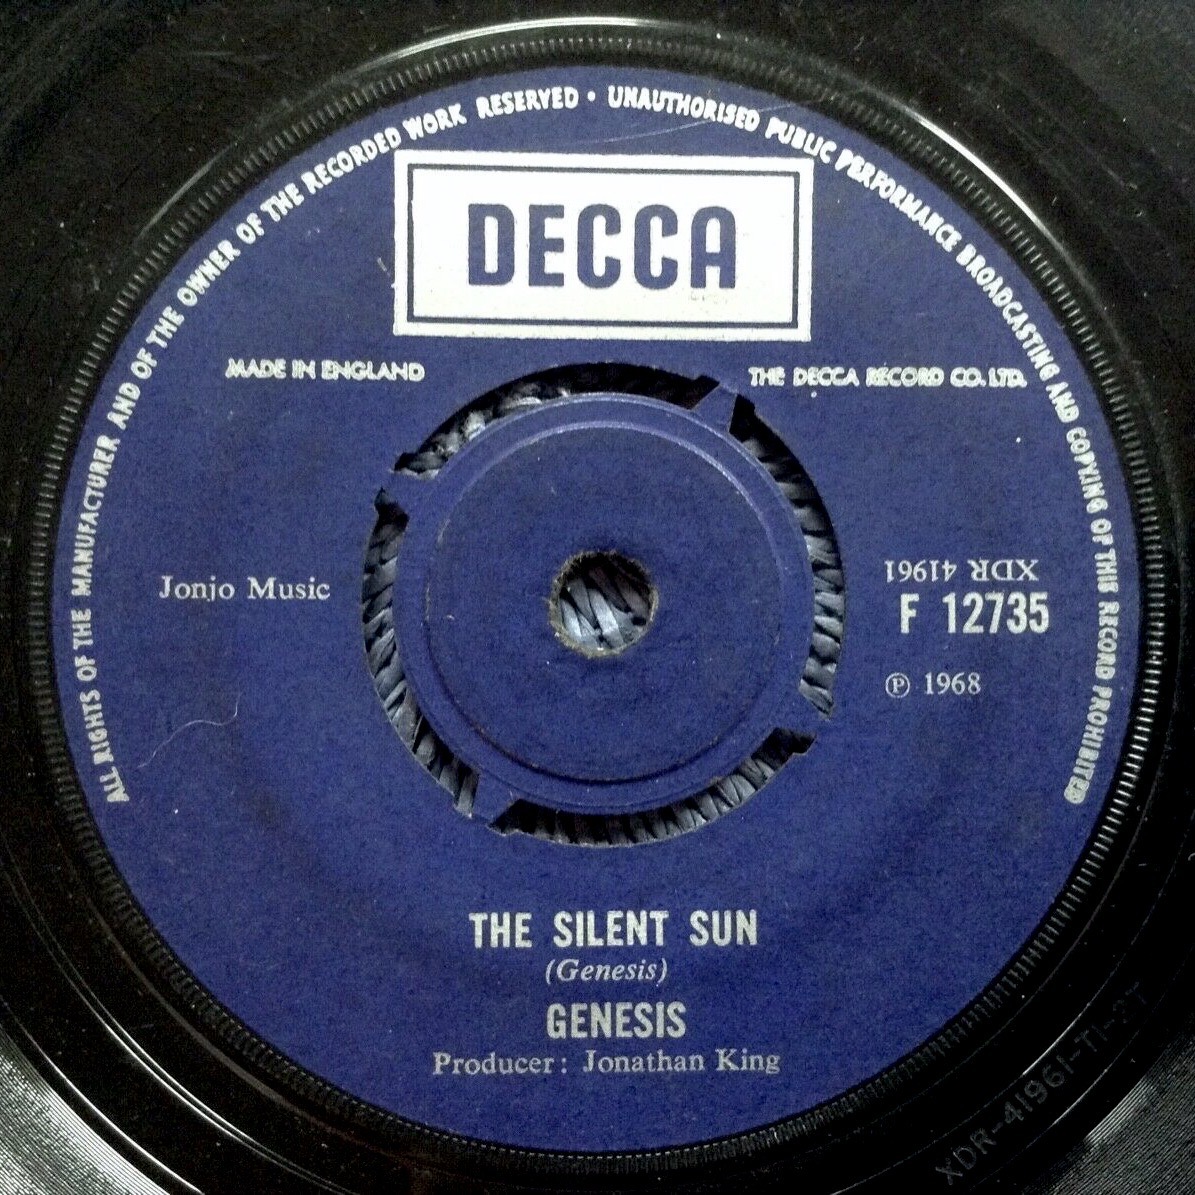 ALL RIGHTS OF THE MANUFACTURER AND OF THE OWNER OF THE RECORDED WORK RESERVED • UNAUTHORISED PUBLIC PERFORMANCE BROADCASTING AND COPYING OF THIS RECORD PROHIBITED
DECCA
MADE IN ENGLAND
THE DECCA RECORD CO. LTD.
Jonjo Music
XDR 41961
F 12735
℗ 1968
THE SILENT SUN
(Genesis)
GENESIS
Producer: Jonathan King
XDR-41961-T1-2T